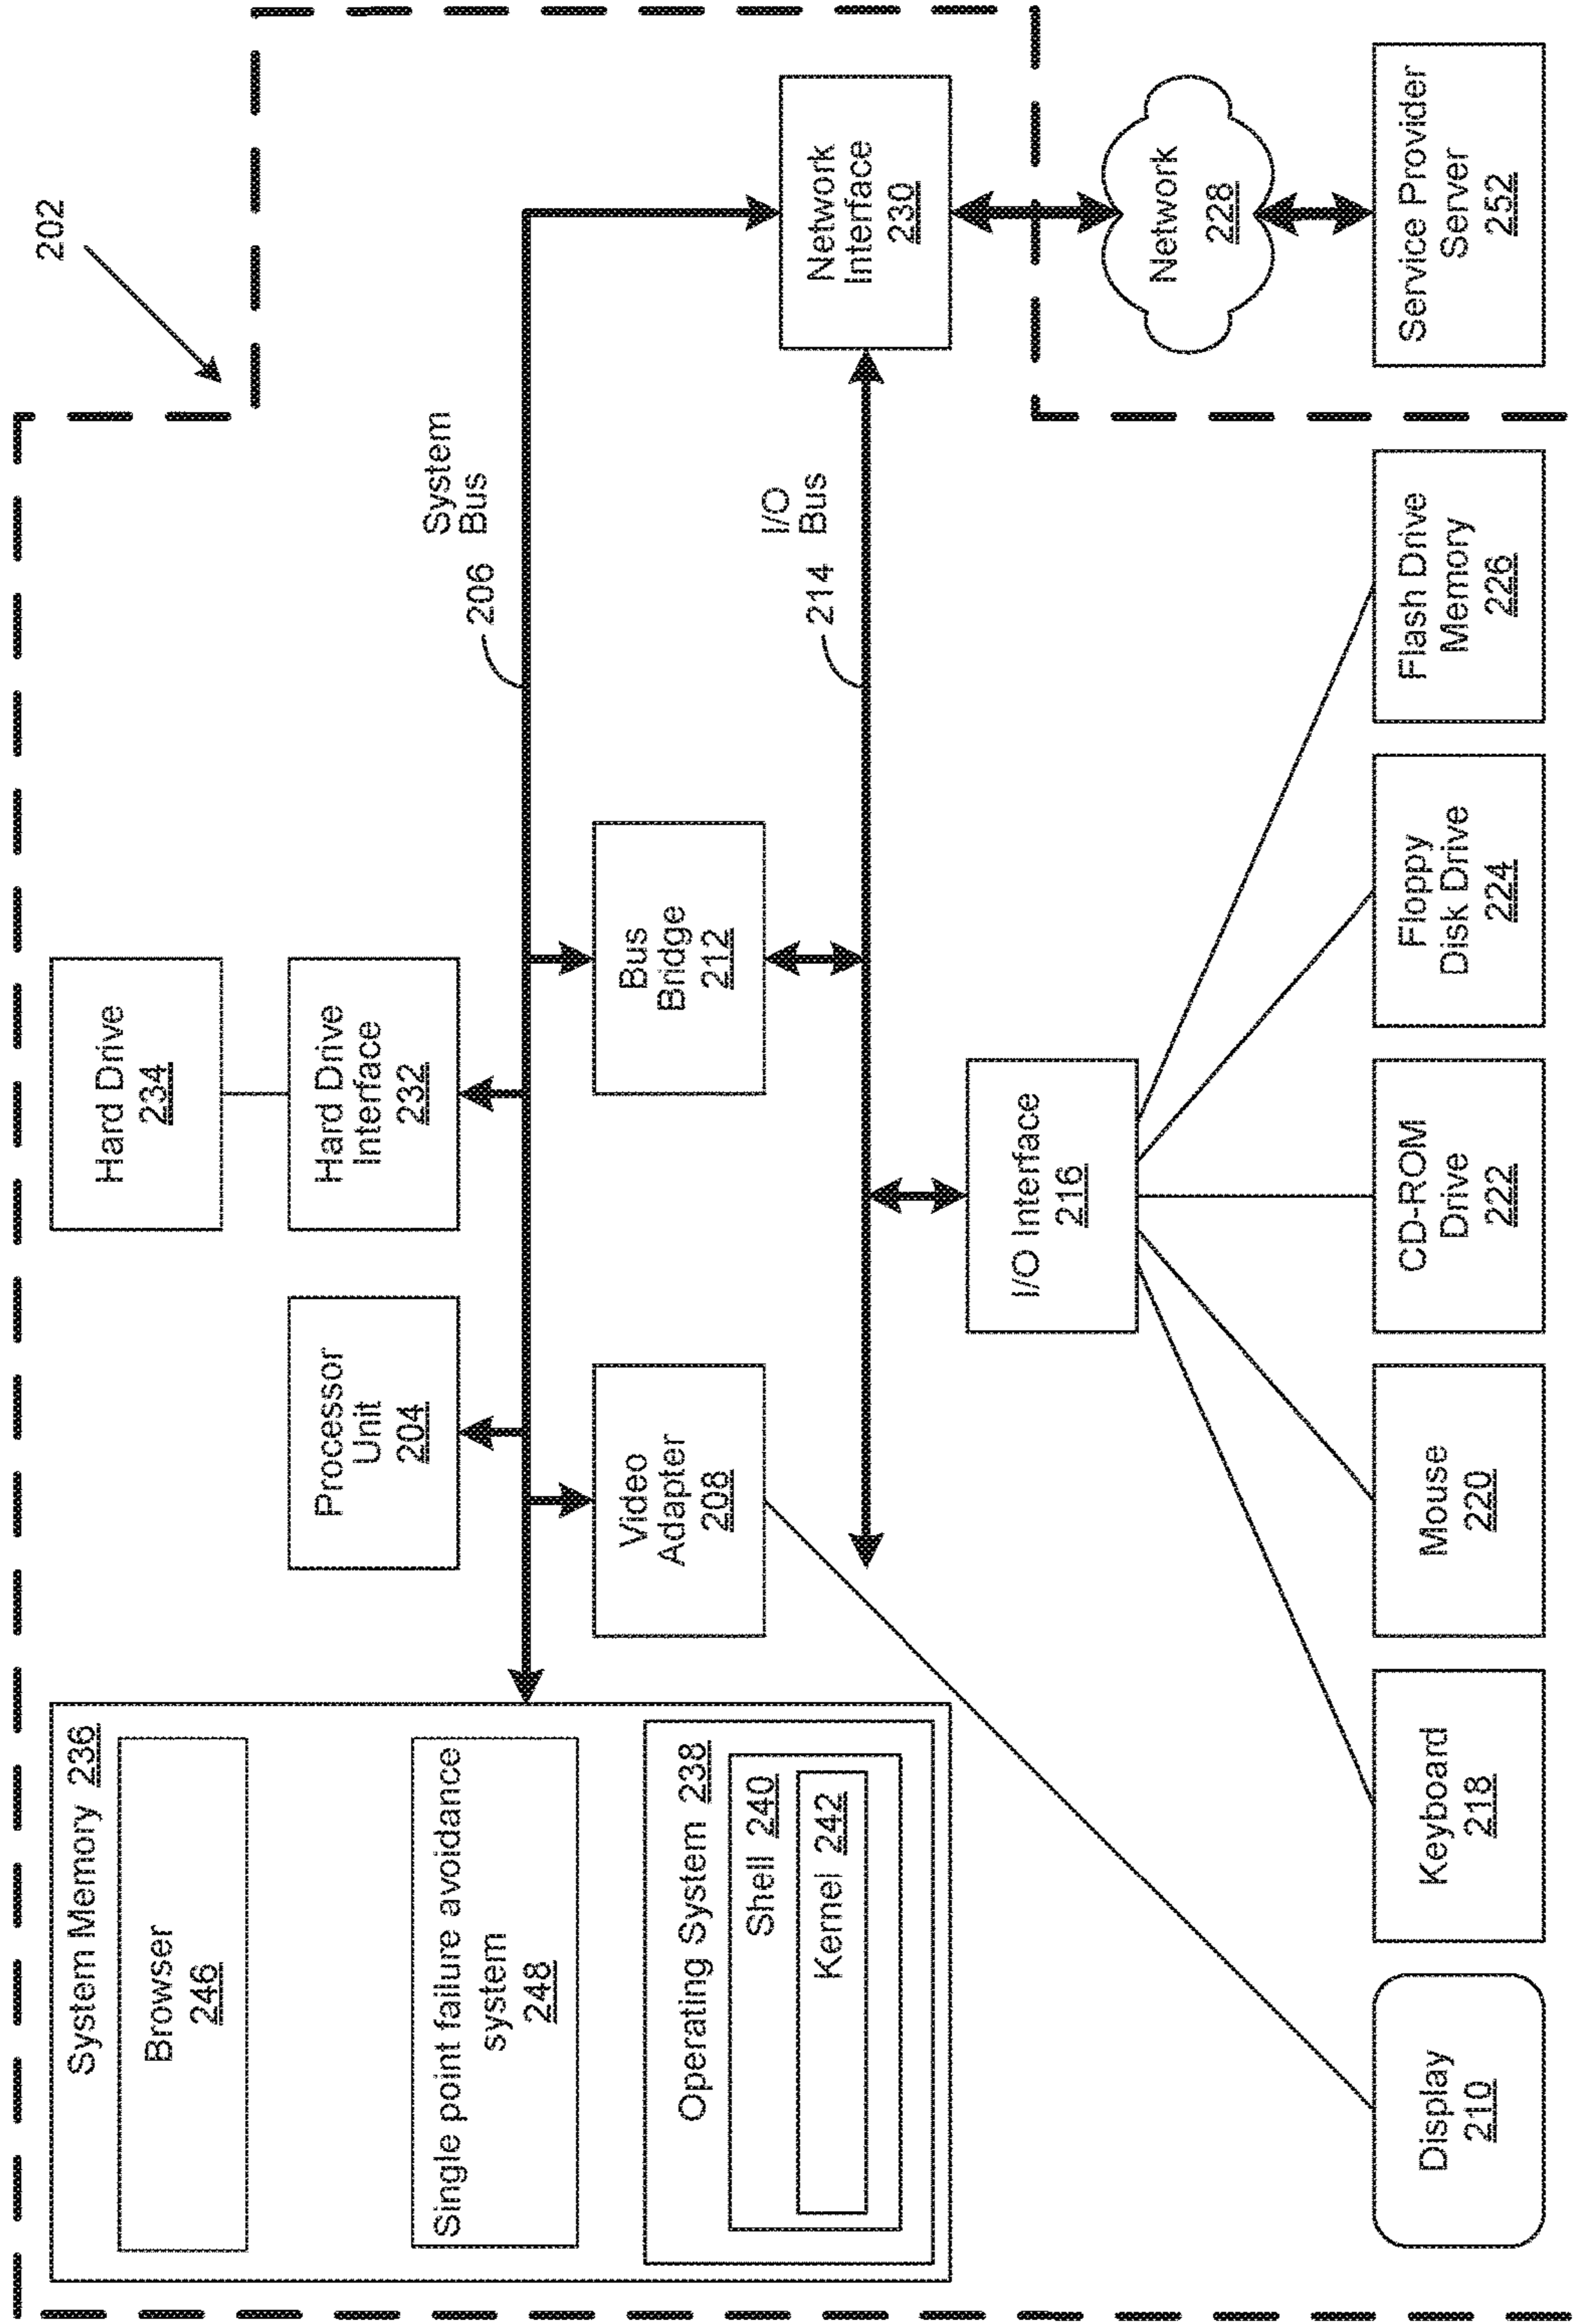 202
System Memory 236
Browser
246
Single point failure avoidance
system
248
Operating System 238
Shell 240
Kernel 242
Hard Drive
234
Processor
Unit
204
Hard Drive
Interface
232
System
Bus
206
Video
Adapter
208
Bus
Bridge
212
I/O
Bus
214
Network
Interface
230
I/O Interface
216
Network
228
Display
210
Keyboard
218
Mouse
220
CD-ROM
Drive
222
Floppy
Disk Drive
224
Flash Drive
Memory
226
Service Provider
Server
252